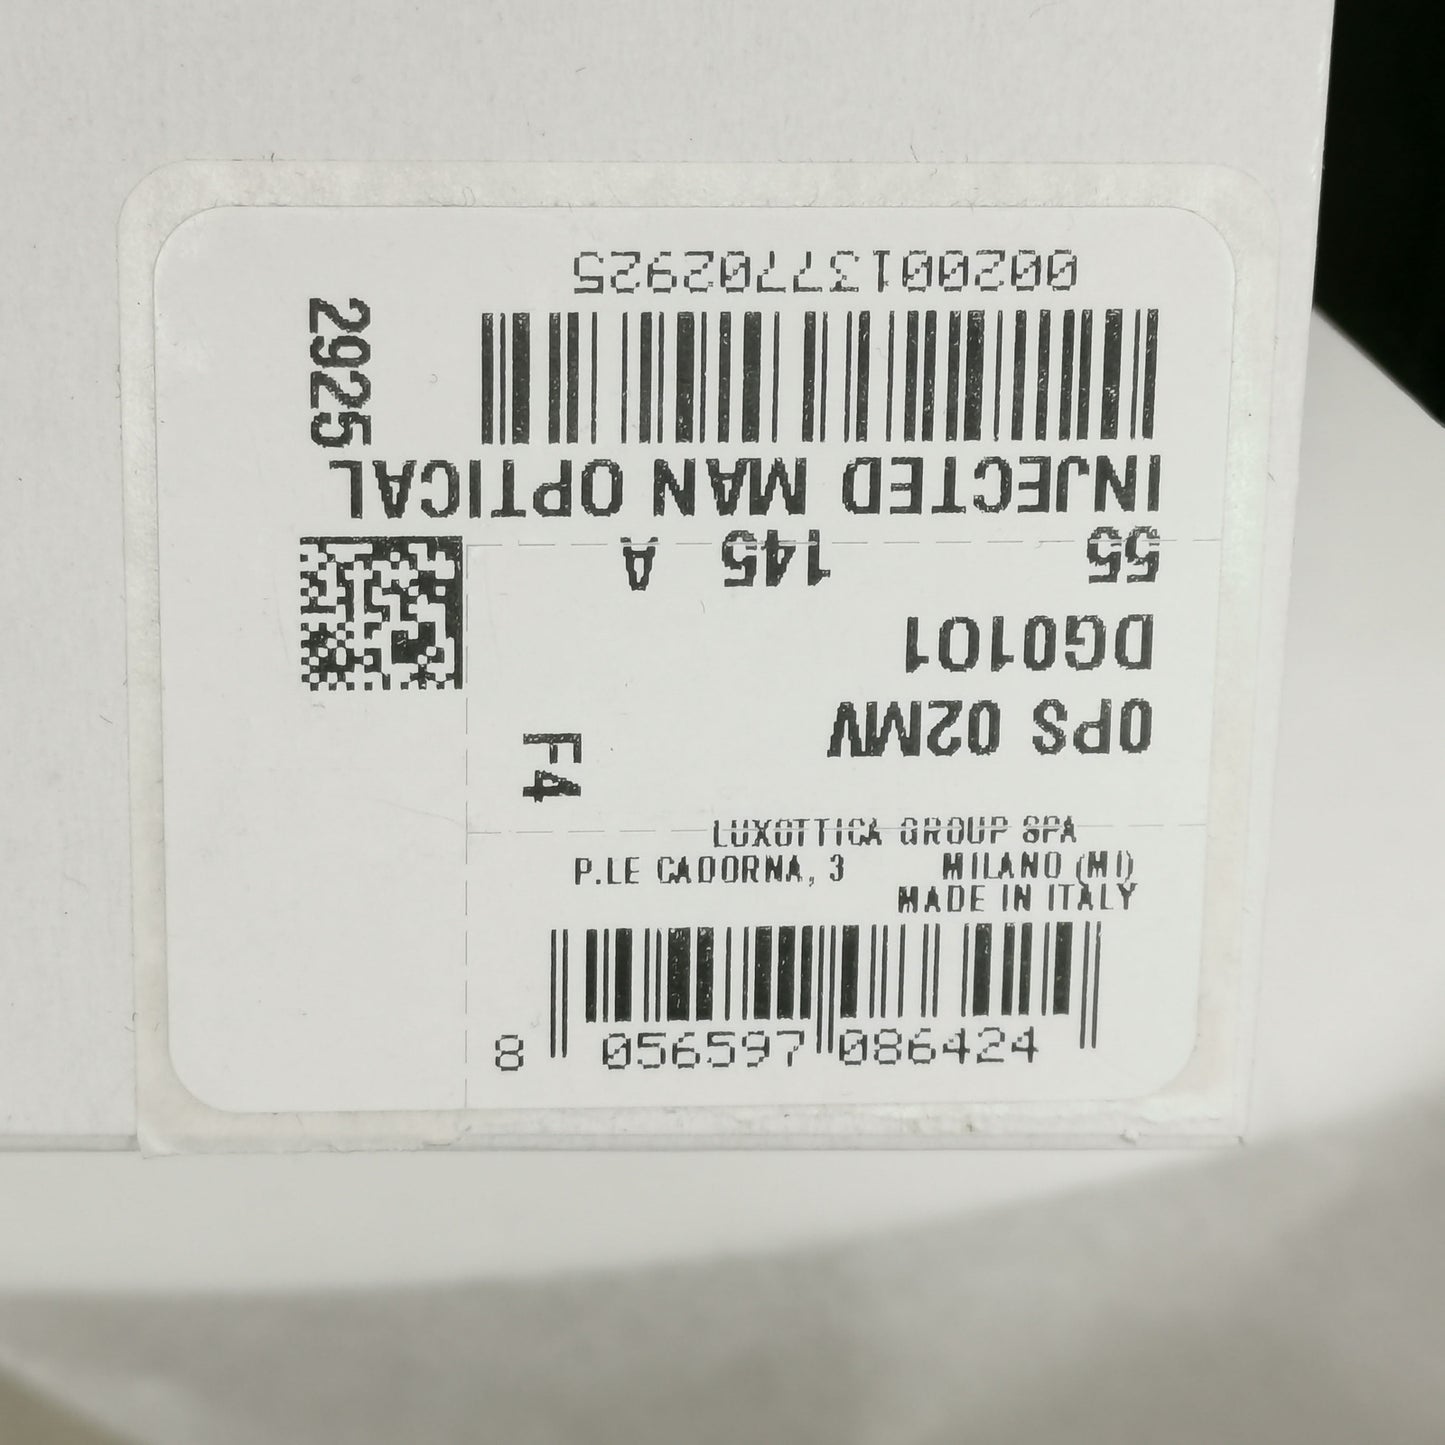 00200137702925
2925
INJECTED MAN OPTICAL
55 145 A
DG01O1
0PS 02MV
F4
LUXOTTICA GROUP SPA
P.LE CADORNA, 3 MILANO (MI)
MADE IN ITALY
8 056597 086424